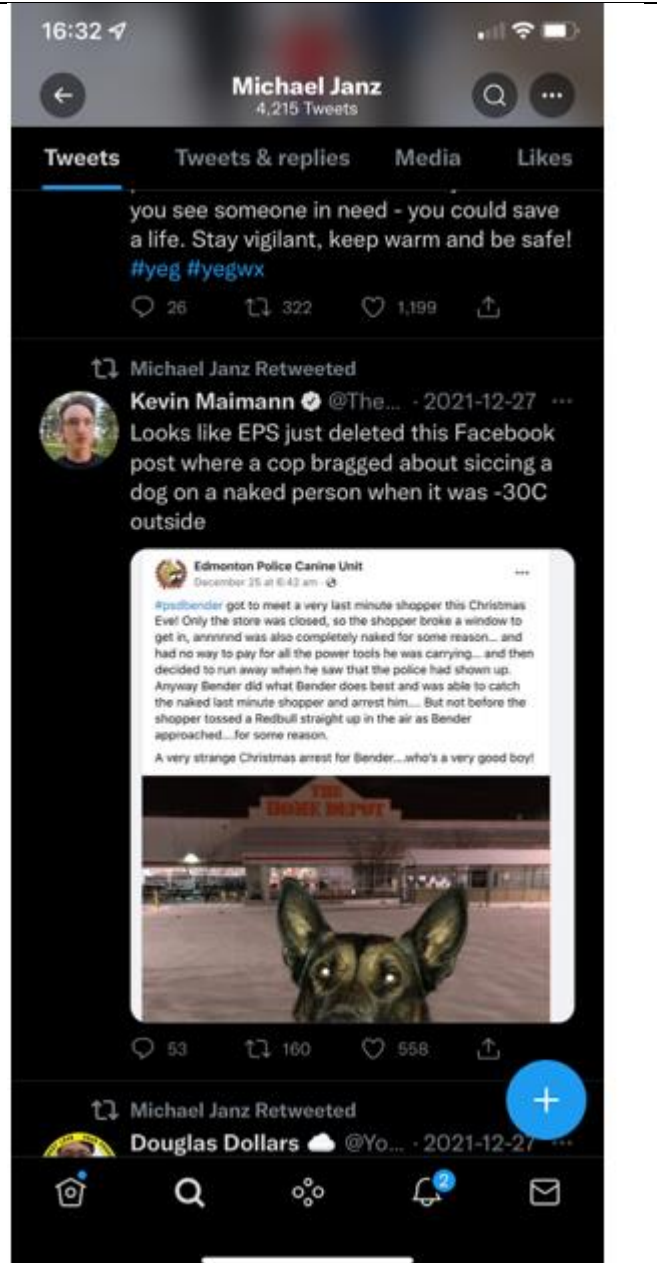 16:32
Michael Janz
4,215 Tweets
Tweets Tweets & replies Media Likes
you see someone in need - you could save
a life. Stay vigilant, keep warm and be safe!
#yeg #yegwx
26 322 1,199
Michael Janz Retweeted
Kevin Maimann @The... · 2021-12-27 ...
Looks like EPS just deleted this Facebook
post where a cop bragged about siccing a
dog on a naked person when it was -30C
outside
Edmonton Police Canine Unit
December 25 at 6:43 am ·
#psdbender got to meet a very last minute shopper this Christmas
Eve! Only the store was closed, so the shopper broke a window to
get in, annnnnd was also completely naked for some reason... and
had no way to pay for all the power tools he was carrying... and then
decided to run away when he saw that the police had shown up.
Anyway Bender did what Bender does best and was able to catch
the naked last minute shopper and arrest him.... But not before the
shopper tossed a Redbull straight up in the air as Bender
approached....for some reason.
A very strange Christmas arrest for Bender....who's a very good boy!
THE
HOME DEPOT
53 160 558
Michael Janz Retweeted
Douglas Dollars @Yo... · 2021-12-27 ...
2